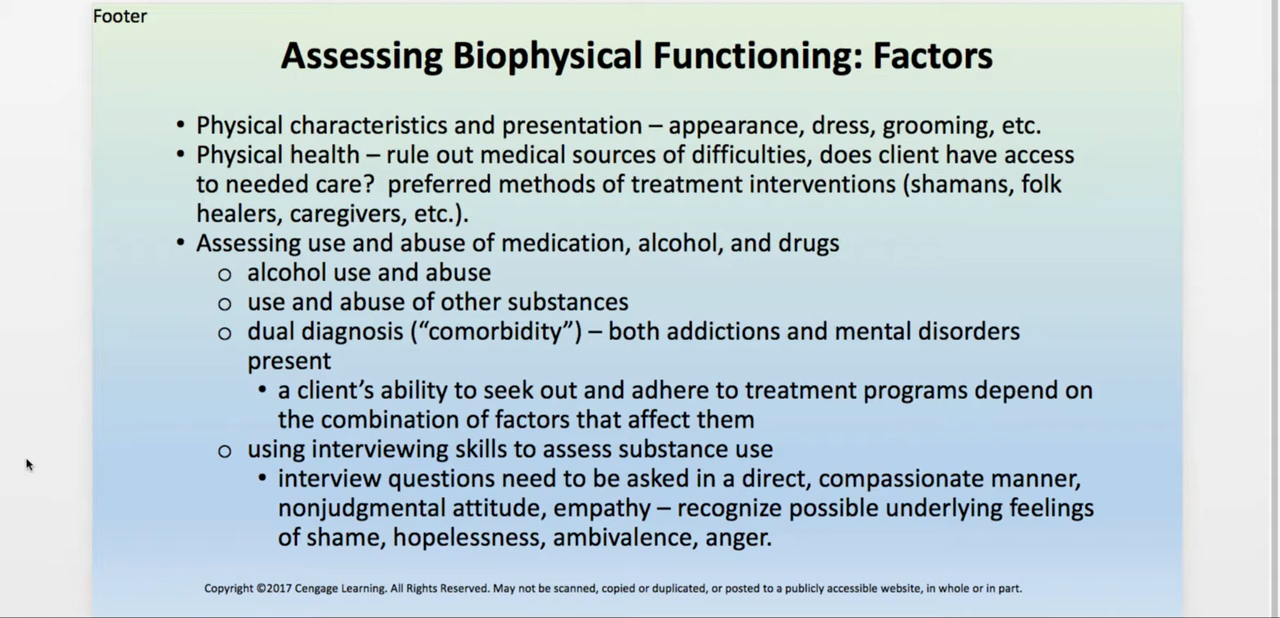 Footer
Assessing Biophysical Functioning: Factors
• Physical characteristics and presentation – appearance, dress, grooming, etc.
• Physical health – rule out medical sources of difficulties, does client have access
to needed care?  preferred methods of treatment interventions (shamans, folk
healers, caregivers, etc.).
• Assessing use and abuse of medication, alcohol, and drugs
o alcohol use and abuse
o use and abuse of other substances
o dual diagnosis (“comorbidity”) – both addictions and mental disorders
present
• a client’s ability to seek out and adhere to treatment programs depend on
the combination of factors that affect them
o using interviewing skills to assess substance use
• interview questions need to be asked in a direct, compassionate manner,
nonjudgmental attitude, empathy – recognize possible underlying feelings
of shame, hopelessness, ambivalence, anger.
Copyright ©2017 Cengage Learning. All Rights Reserved. May not be scanned, copied or duplicated, or posted to a publicly accessible website, in whole or in part.